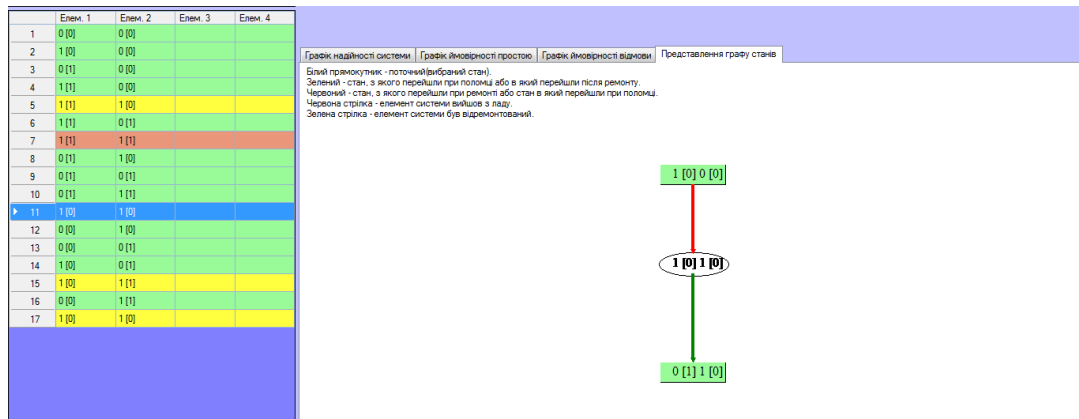 Елем. 1 Елем. 2 Елем. 3 Елем. 4
1 0 [0] 0 [0]
2 1 [0] 0 [0]
3 0 [1] 0 [0]
4 1 [1] 0 [0]
5 1 [1] 1 [0]
6 1 [1] 0 [1]
7 1 [1] 1 [1]
8 0 [1] 1 [0]
9 0 [1] 0 [1]
10 0 [1] 1 [1]
11 1 [0] 1 [0]
12 0 [0] 1 [0]
13 0 [0] 0 [1]
14 1 [0] 0 [1]
15 1 [0] 1 [1]
16 0 [0] 1 [1]
17 1 [0] 1 [0]
Графік надійності системи Графік ймовірності простою Графік ймовірності відмови Представлення графу станів
Білий прямокутник - поточний(вибраний стан).
Зелений - стан, з якого перейшли при поломці або в який перейшли після ремонту.
Червоний - стан, з якого перейшли при ремонті або стан в який перейшли при поломці.
Червона стрілка - елемент системи вийшов з ладу.
Зелена стрілка - елемент системи був відремонтований.
1 [0] 0 [0]
1 [0] 1 [0]
0 [1] 1 [0]